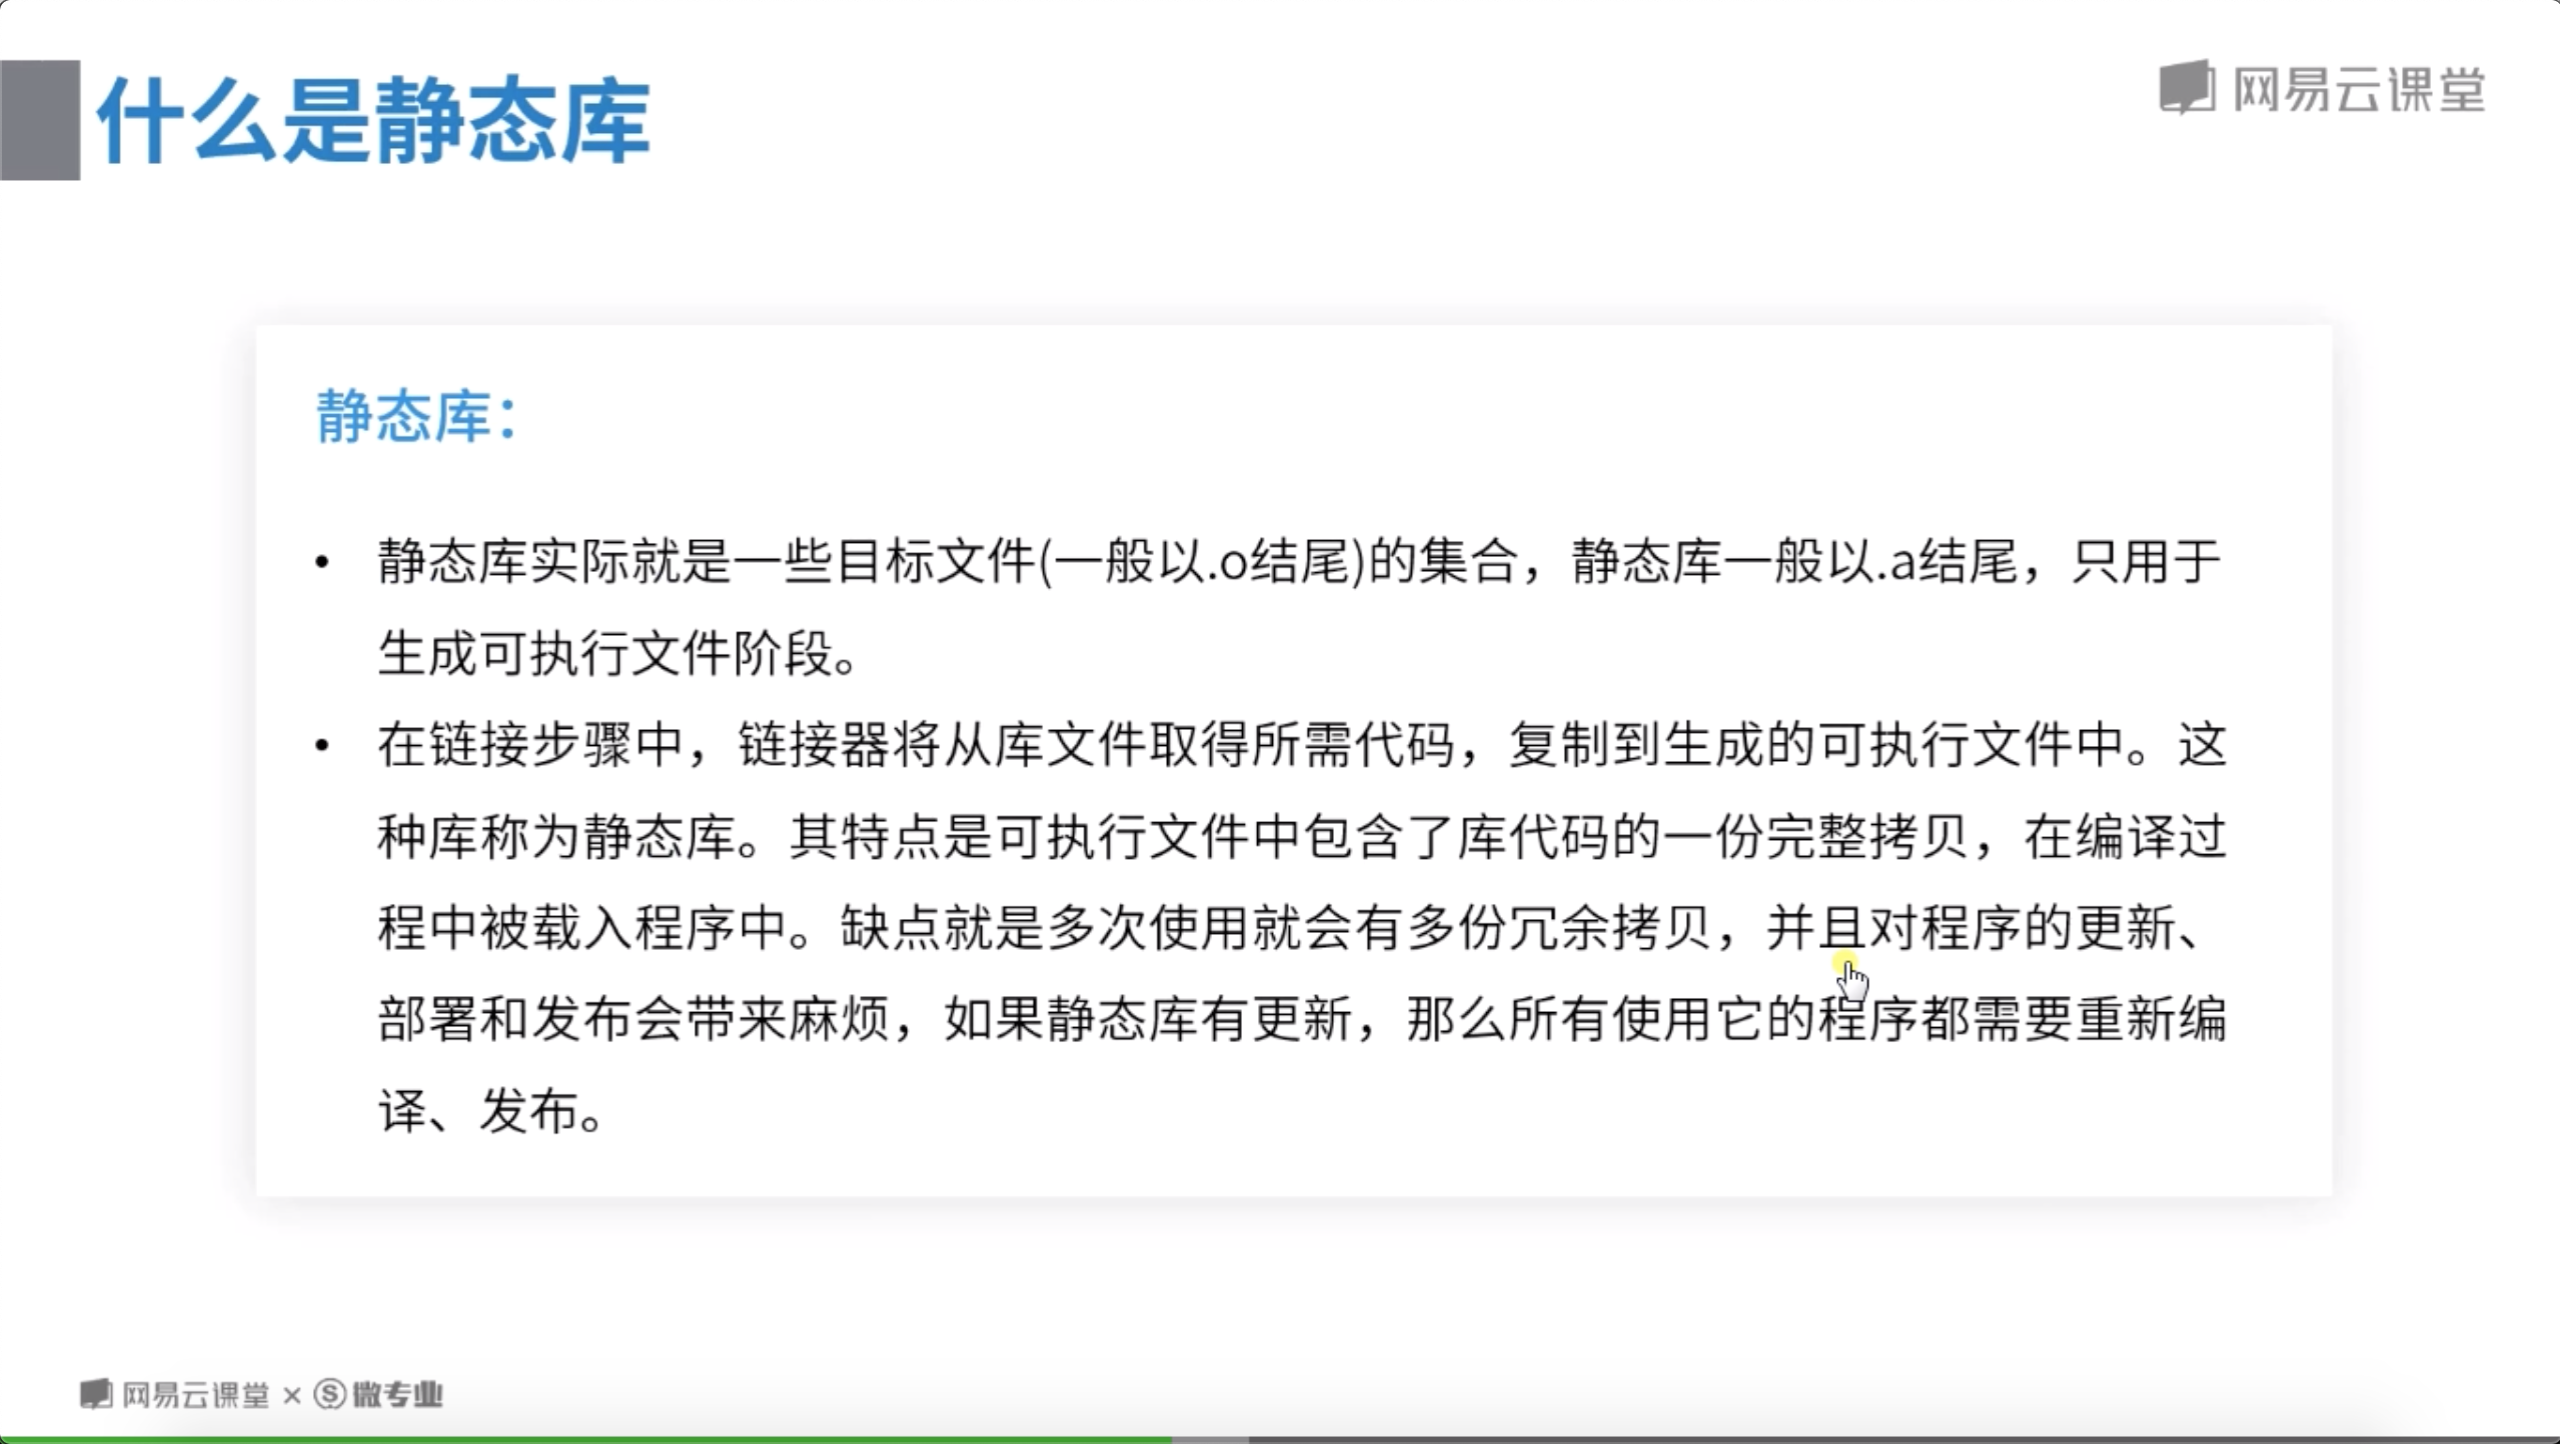 什么是静态库
网易云课堂
静态库：
• 静态库实际就是一些目标文件(一般以.o结尾)的集合，静态库一般以.a结尾，只用于
生成可执行文件阶段。
• 在链接步骤中，链接器将从库文件取得所需代码，复制到生成的可执行文件中。这
种库称为静态库。其特点是可执行文件中包含了库代码的一份完整拷贝，在编译过
程中被载入程序中。缺点就是多次使用就会有多份冗余拷贝，并且对程序的更新、
部署和发布会带来麻烦，如果静态库有更新，那么所有使用它的程序都需要重新编
译、发布。
网易云课堂 × Ⓢ微专业